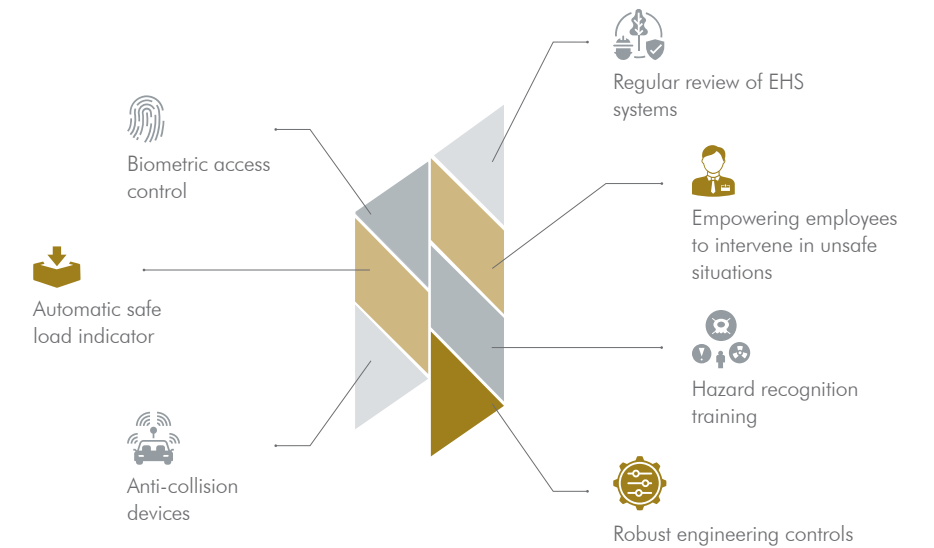 Biometric access
control
Automatic safe
load indicator
Anti-collision
devices
Regular review of EHS
systems
Empowering employees
to intervene in unsafe
situations
Hazard recognition
training
Robust engineering controls